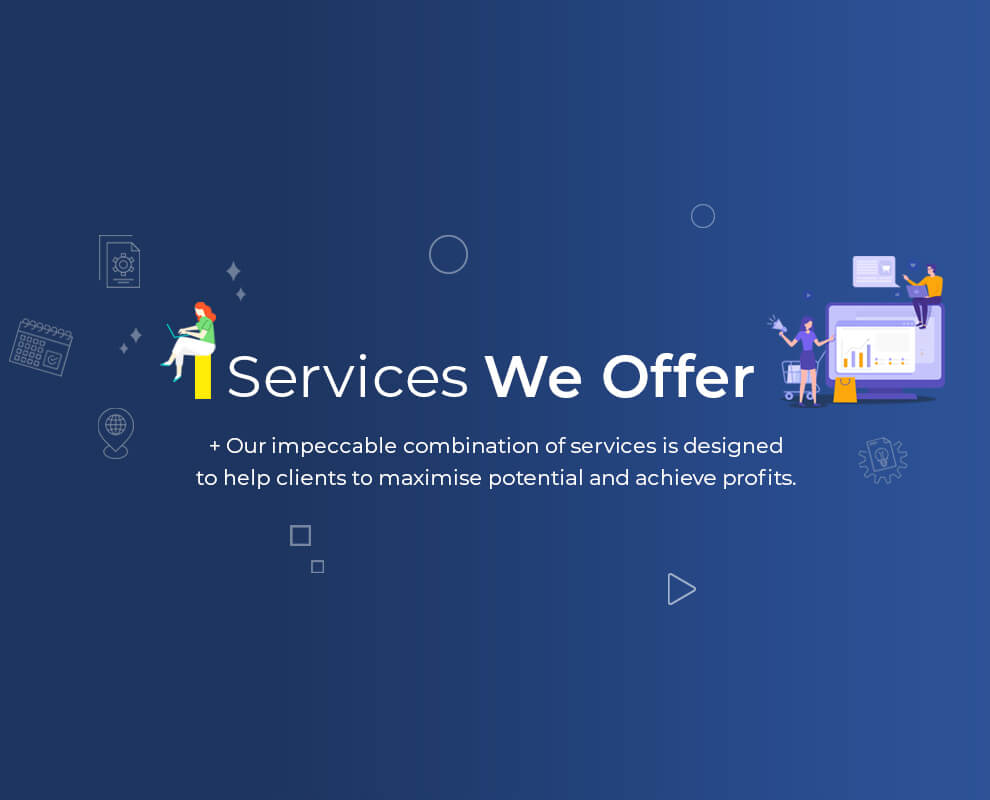 Services We Offer
+ Our impeccable combination of services is designed
to help clients to maximise potential and achieve profits.